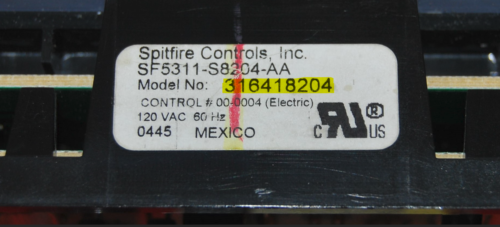 Spitfire Controls, Inc.
SF5311-S8204-AA
Model No: 316418204
CONTROL # 00-0004 (Electric)
120 VAC 60 Hz
0445 MEXICO
C RU ® US